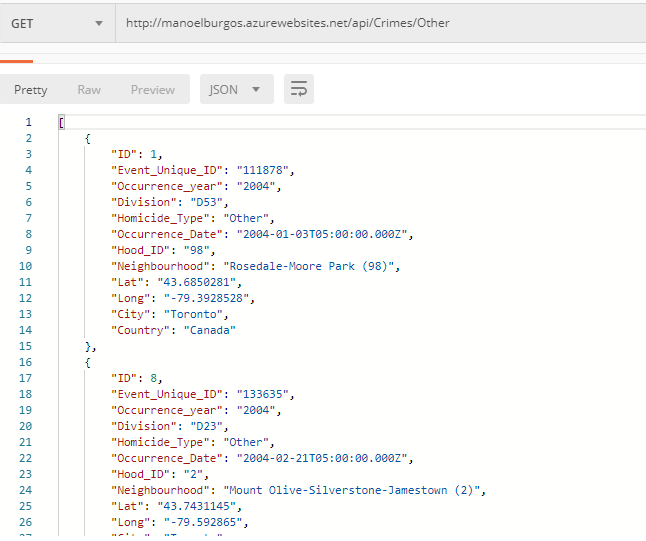 GET http://manoelburgos.azurewebsites.net/api/Crimes/Other
Pretty Raw Preview JSON
1 [
2 {
3 "ID": 1,
4 "Event_Unique_ID": "111878",
5 "Occurrence_year": "2004",
6 "Division": "D53",
7 "Homicide_Type": "Other",
8 "Occurrence_Date": "2004-01-03T05:00:00.000Z",
9 "Hood_ID": "98",
10 "Neighbourhood": "Rosedale-Moore Park (98)",
11 "Lat": "43.6850281",
12 "Long": "-79.3928528",
13 "City": "Toronto",
14 "Country": "Canada"
15 },
16 {
17 "ID": 8,
18 "Event_Unique_ID": "133635",
19 "Occurrence_year": "2004",
20 "Division": "D23",
21 "Homicide_Type": "Other",
22 "Occurrence_Date": "2004-02-21T05:00:00.000Z",
23 "Hood_ID": "2",
24 "Neighbourhood": "Mount Olive-Silverstone-Jamestown (2)",
25 "Lat": "43.7431145",
26 "Long": "-79.592865",